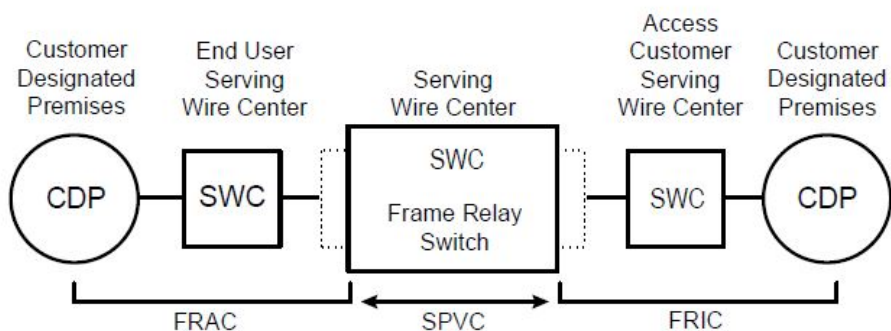 Customer
Designated
Premises
End User
Serving
Wire Center
Serving
Wire Center
Access
Customer
Serving
Wire Center
Customer
Designated
Premises
CDP
SWC
SWC
Frame Relay
Switch
SWC
CDP
FRAC
SPVC
FRIC